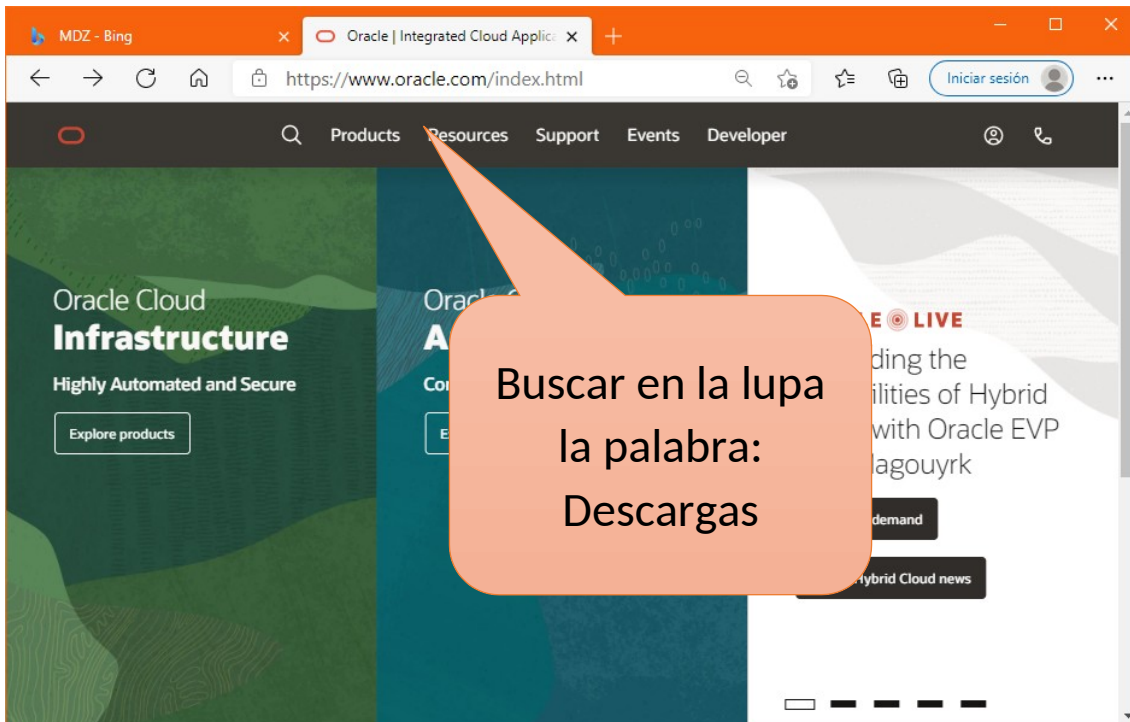 MDZ - Bing
Oracle | Integrated Cloud Applic
https://www.oracle.com/index.html
Iniciar sesión
Products Resources Support Events Developer
Oracle Cloud
Infrastructure
Highly Automated and Secure
Explore products
Oracle
Buscar en la lupa
la palabra:
Descargas
LIVE
the
of Hybrid
with Oracle EVP
demand
Hybrid Cloud news